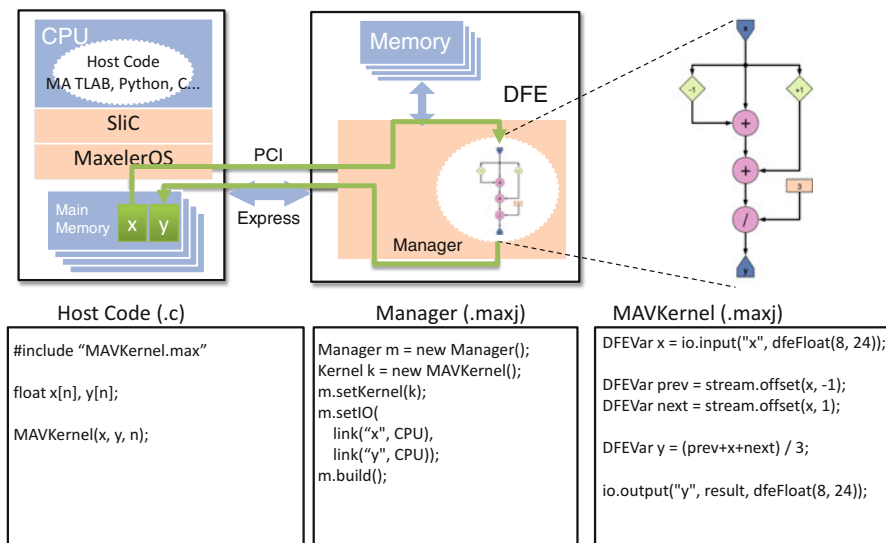 CPU
Host Code
MA TLAB, Python, C...
SliC
MaxelerOS
Main
Memory
x
y
PCI
Express
Memory
DFE
Manager
x
-1
+1
+
+
3
/
y
Host Code (.c)
#include “MAVKernel.max”
float x[n], y[n];
MAVKernel(x, y, n);
Manager (.maxj)
Manager m = new Manager();
Kernel k = new MAVKernel();
m.setKernel(k);
m.setIO(
link(“x", CPU),
link(“y", CPU));
m.build();
MAVKernel (.maxj)
DFEVar x = io.input("x", dfeFloat(8, 24));
DFEVar prev = stream.offset(x, -1);
DFEVar next = stream.offset(x, 1);
DFEVar y = (prev+x+next) / 3;
io.output("y", result, dfeFloat(8, 24));